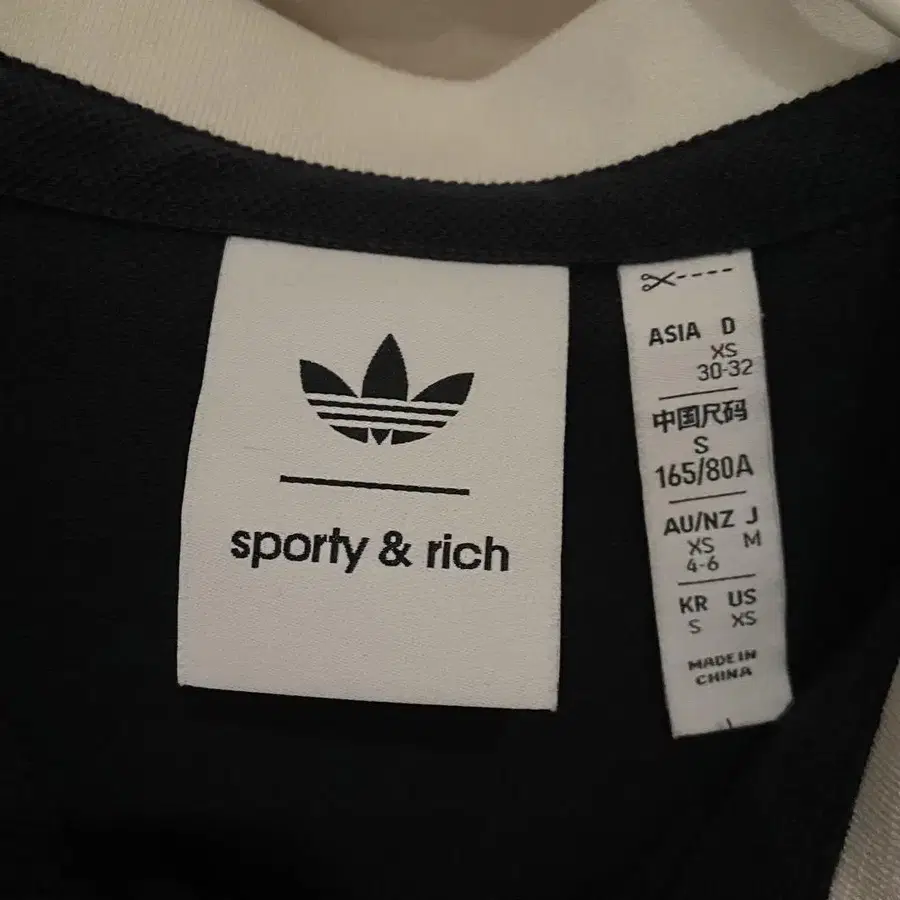 sporty & rich
ASIA D
XS
30-32
中国尺码
S
165/80A
AU/NZ J
XS M
4-6
KR US
S XS
MADE IN
CHINA